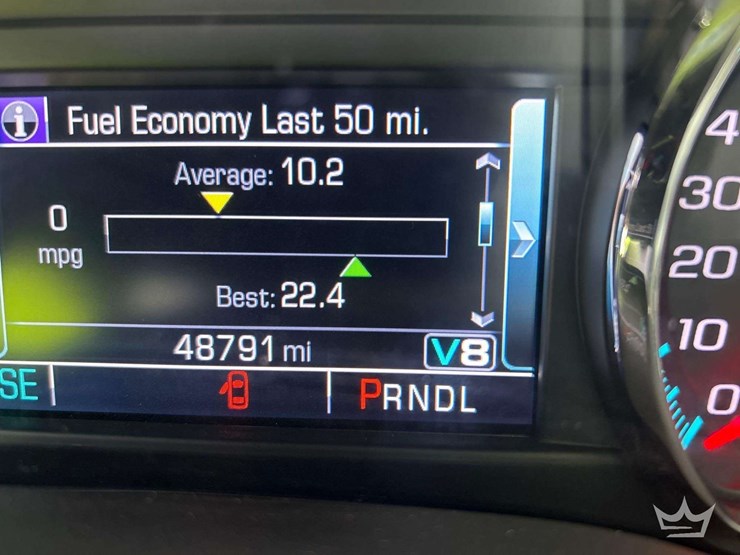 Fuel Economy Last 50 mi.
Average: 10.2
0
mpg
Best: 22.4
48791 mi V8
SE PRNDL
4
30
20
10
0